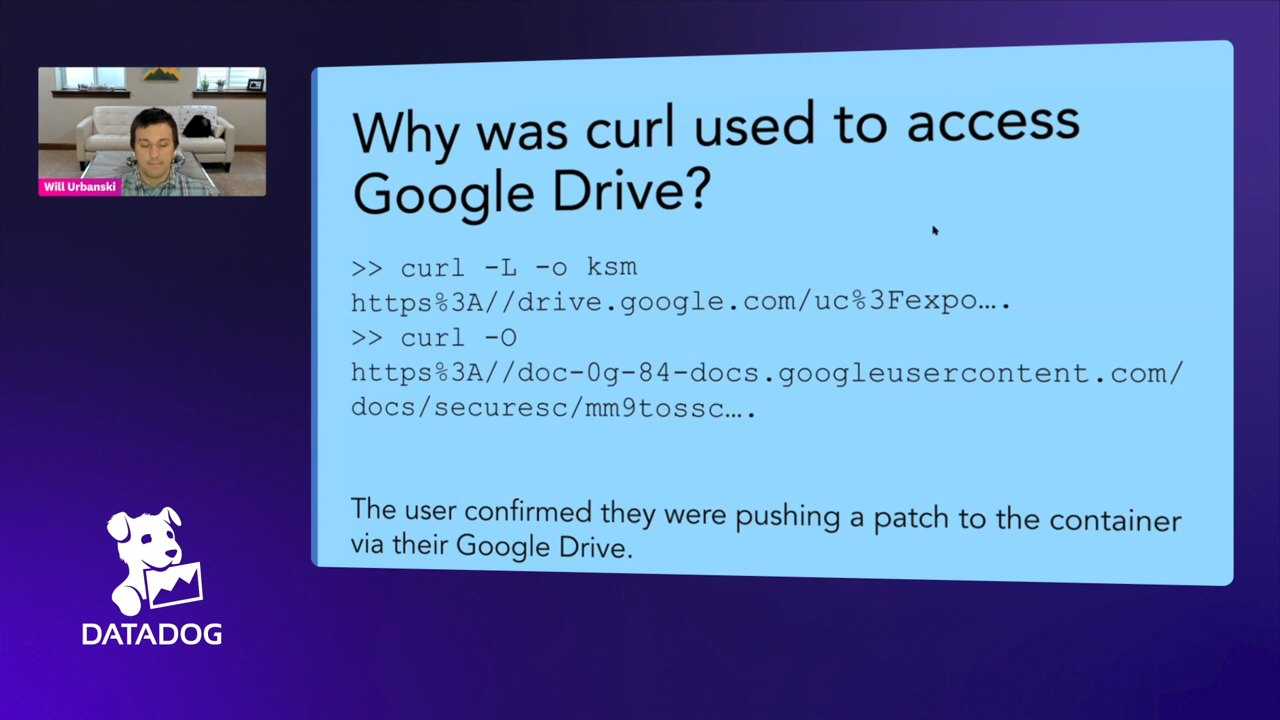 Will Urbanski
Why was curl used to access
Google Drive?
>> curl -L -o ksm
https%3A//drive.google.com/uc%3Fexpo….
>> curl -O
https%3A//doc-0g-84-docs.googleusercontent.com/
docs/securesc/mm9tossc….
The user confirmed they were pushing a patch to the container
via their Google Drive.
DATADOG